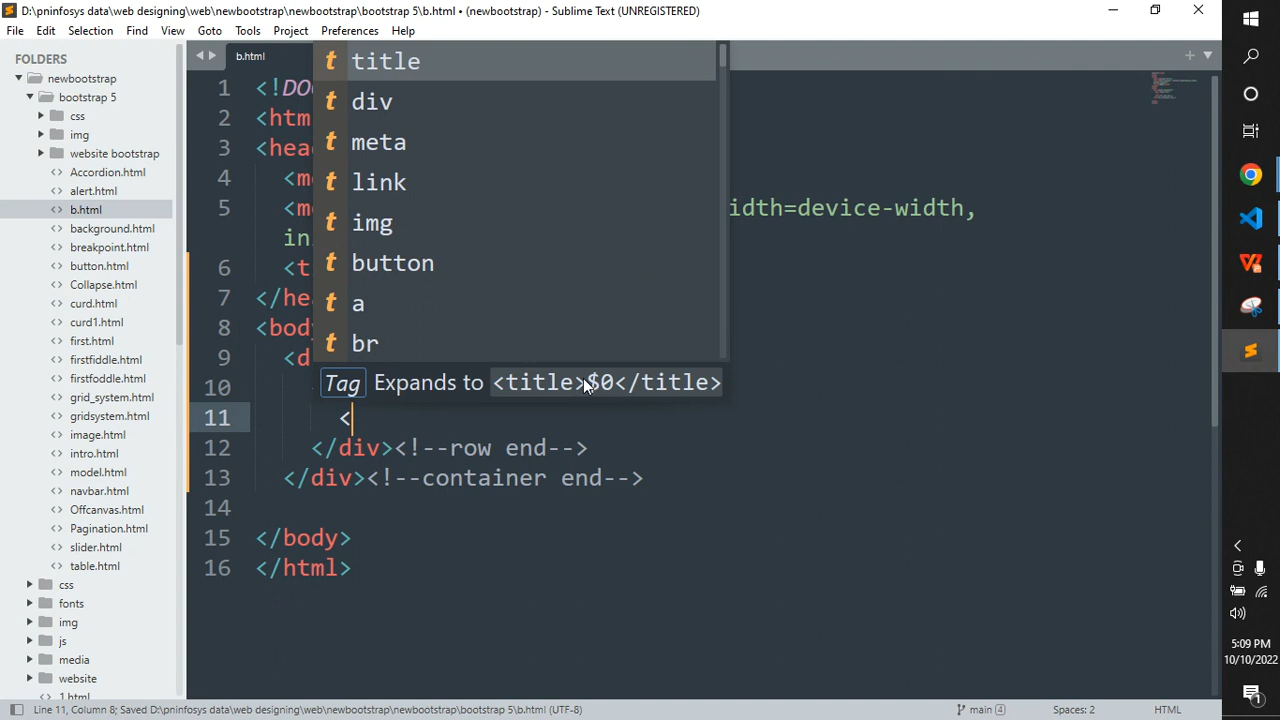 D:\pninfosys data\web designing\web\newbootstrap\newbootstrap\bootstrap 5\b.html • (newbootstrap) - Sublime Text (UNREGISTERED)
File Edit Selection Find View Goto Tools Project Preferences Help
FOLDERS
newbootstrap
bootstrap 5
css
img
website bootstrap
Accordion.html
alert.html
b.html
background.html
breakpoint.html
button.html
Collapse.html
curd.html
curd1.html
first.html
firstfiddle.html
firstfoddle.html
grid_system.html
gridsystem.html
image.html
intro.html
model.html
navbar.html
Offcanvas.html
Pagination.html
slider.html
table.html
css
fonts
img
js
media
website
1.html
b.html
1 <!DO
2 <htm
3 <hea
4 <m
5 <m idth=device-width,
in
6 <t
7 </he
8 <bod
9 <d
10
11 <
12 </div><!--row end-->
13 </div><!--container end-->
14
15 </body>
16 </html>
t title
t div
t meta
t link
t img
t button
t a
t br
Tag Expands to <title>$0</title>
Line 11, Column 8; Saved D:\pninfosys data\web designing\web\newbootstrap\newbootstrap\bootstrap 5\b.html (UTF-8)
main 4
Spaces: 2
HTML
5:09 PM
10/10/2022
1